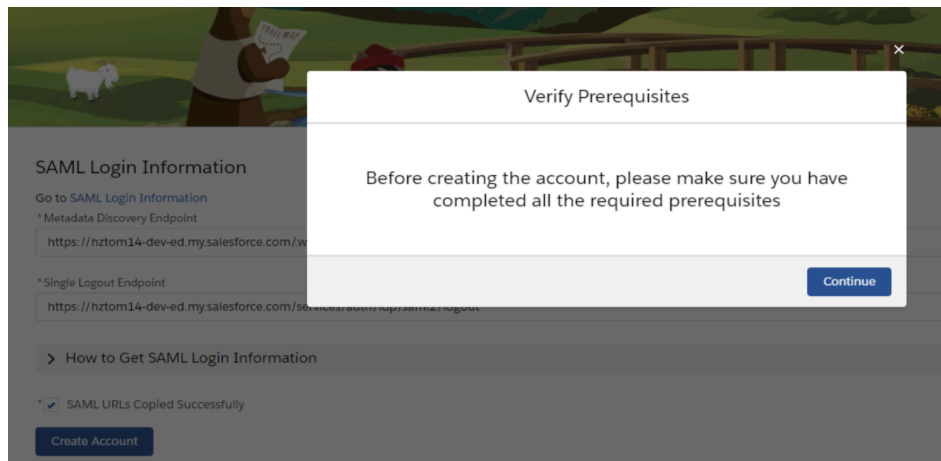 TRAIL MAP
Verify Prerequisites
Before creating the account, please make sure you have
completed all the required prerequisites
Continue
SAML Login Information
Go to SAML Login Information
* Metadata Discovery Endpoint
https://hztom14-dev-ed.my.salesforce.com/.w
* Single Logout Endpoint
https://hztom14-dev-ed.my.salesforce.com/services/auth/idp/saml2/logout
How to Get SAML Login Information
* SAML URLs Copied Successfully
Create Account